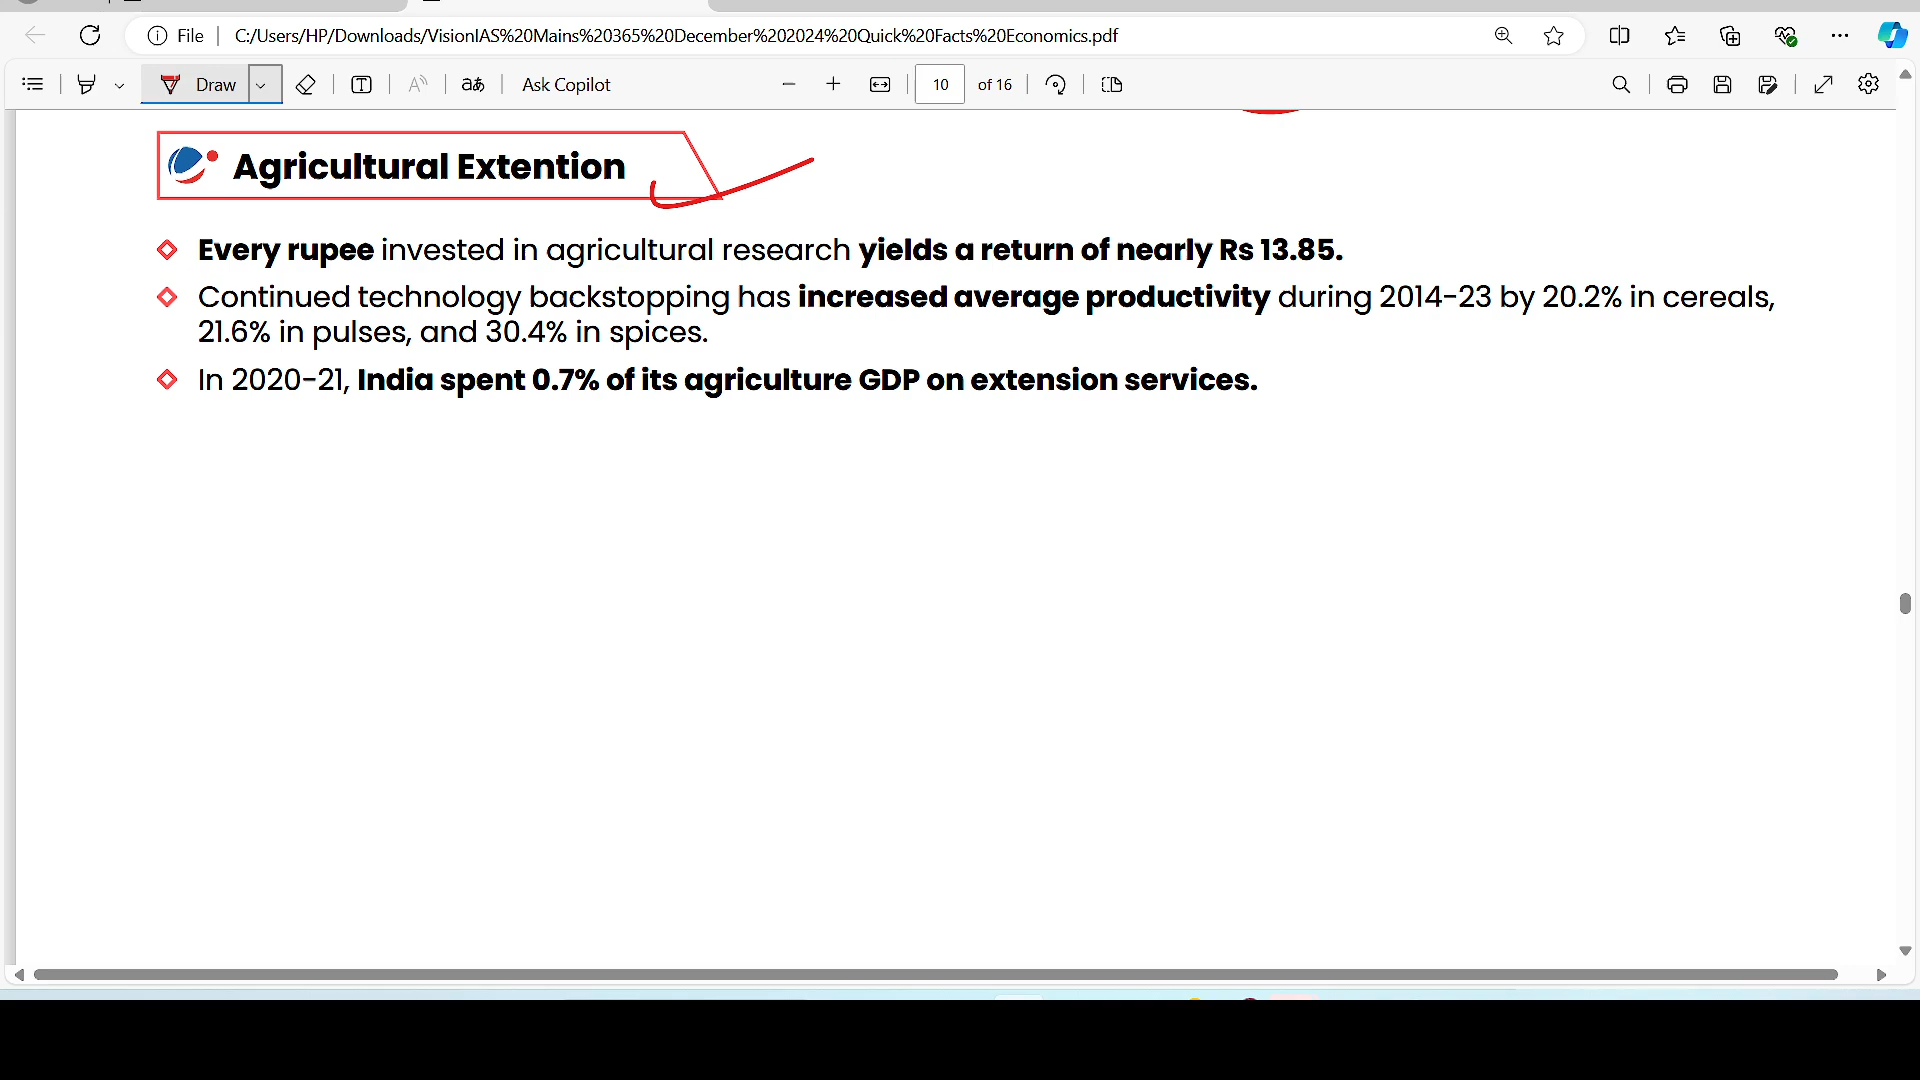 File C:/Users/HP/Downloads/VisionIAS%20Mains%20365%20December%202024%20Quick%20Facts%20Economics.pdf
Draw aあ Ask Copilot 10 of 16
Agricultural Extention
Every rupee invested in agricultural research yields a return of nearly Rs 13.85.
Continued technology backstopping has increased average productivity during 2014-23 by 20.2% in cereals,
21.6% in pulses, and 30.4% in spices.
In 2020-21, India spent 0.7% of its agriculture GDP on extension services.